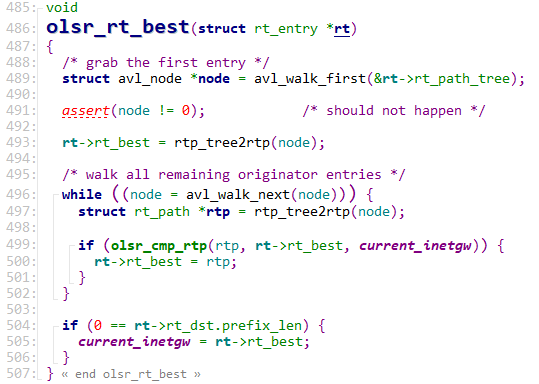 485: void
486: olsr_rt_best(struct rt_entry *rt)
487: {
488:   /* grab the first entry */
489:   struct avl_node *node = avl_walk_first(&rt->rt_path_tree);
490:
491:   assert(node != 0);             /* should not happen */
492:
493:   rt->rt_best = rtp_tree2rtp(node);
494:
495:   /* walk all remaining originator entries */
496:   while ((node = avl_walk_next(node))) {
497:     struct rt_path *rtp = rtp_tree2rtp(node);
498:
499:     if (olsr_cmp_rtp(rtp, rt->rt_best, current_inetgw)) {
500:       rt->rt_best = rtp;
501:     }
502:   }
503:
504:   if (0 == rt->rt_dst.prefix_len) {
505:     current_inetgw = rt->rt_best;
506:   }
507: } « end olsr_rt_best »